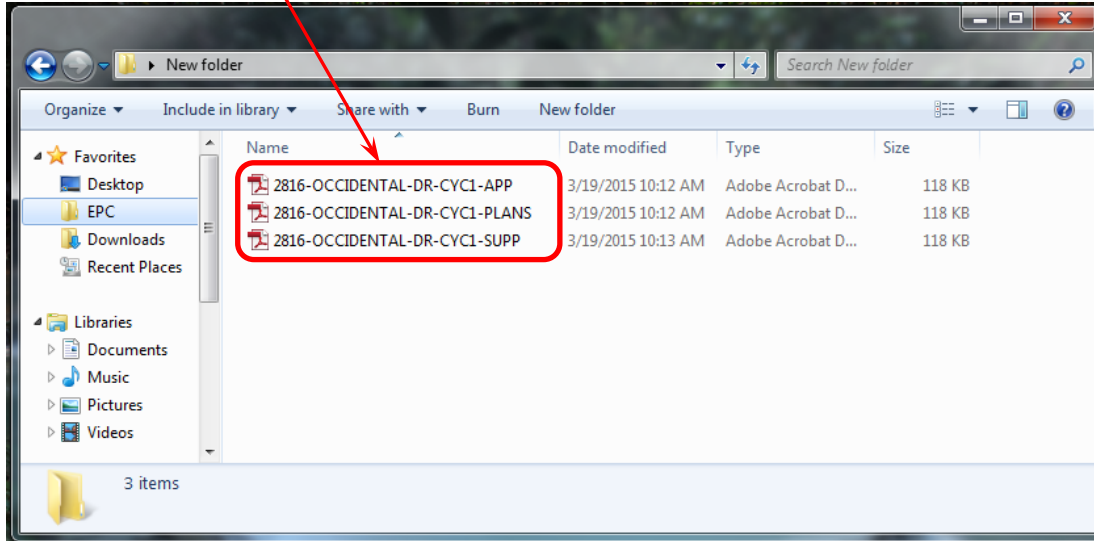 New folder
Search New folder
Organize Include in library Share with Burn New folder
Name Date modified Type Size
Favorites
Desktop
EPC
Downloads
Recent Places
Libraries
Documents
Music
Pictures
Videos
2816-OCCIDENTAL-DR-CYC1-APP 3/19/2015 10:12 AM Adobe Acrobat D... 118 KB
2816-OCCIDENTAL-DR-CYC1-PLANS 3/19/2015 10:12 AM Adobe Acrobat D... 118 KB
2816-OCCIDENTAL-DR-CYC1-SUPP 3/19/2015 10:13 AM Adobe Acrobat D... 118 KB
3 items